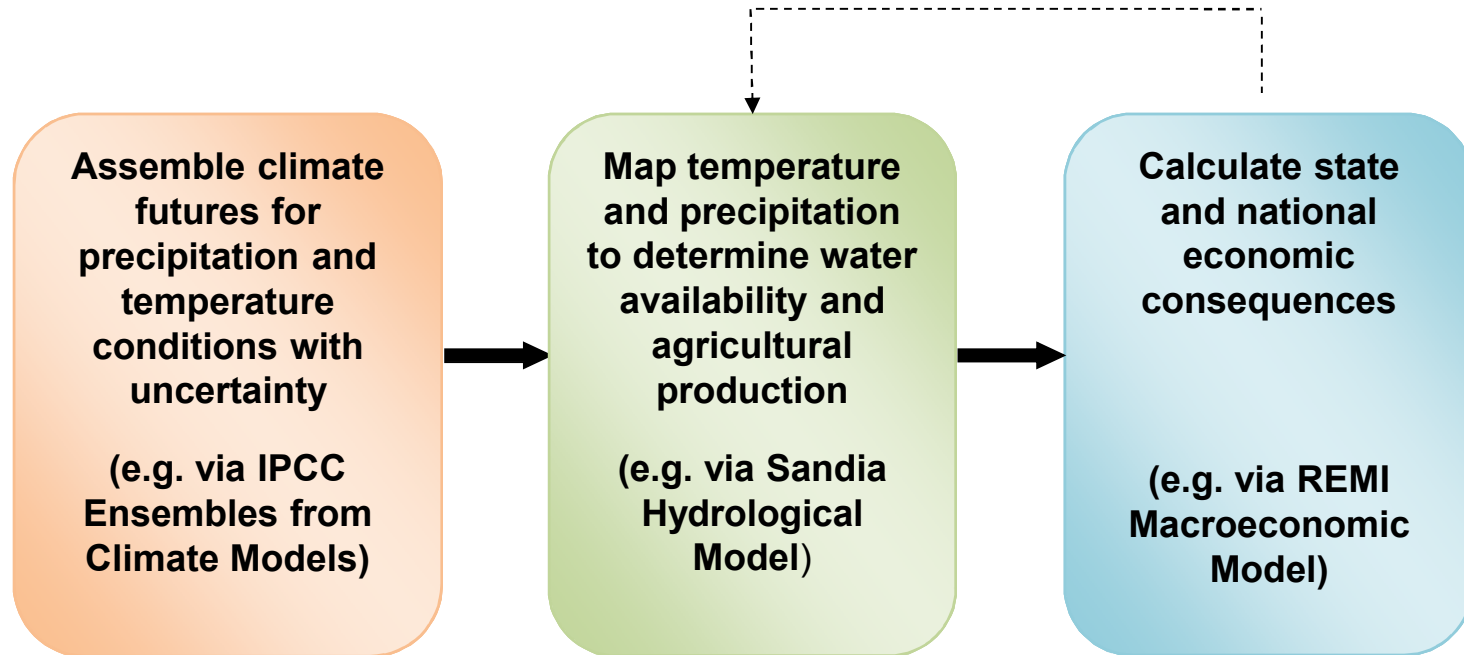 Assemble climate
futures for
precipitation and
temperature
conditions with
uncertainty
(e.g. via IPCC
Ensembles from
Climate Models)
Map temperature
and precipitation
to determine water
availability and
agricultural
production
(e.g. via Sandia
Hydrological
Model)
Calculate state
and national
economic
consequences
(e.g. via REMI
Macroeconomic
Model)